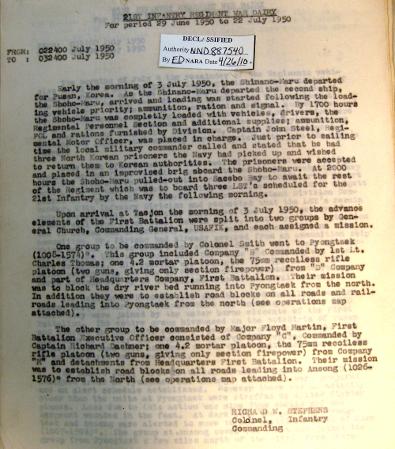 21ST INFANTRY REGIMENT WAR DAIRY
For period 29 June 1950 to 22 July 1950
DECLASSIFIED
Authority NND 887540
By ED NARA Date 4/26/10
FROM: 022400 July 1950
TO : 032400 July 1950
Early the morning of 3 July 1950, the Shinano-Maru departed
for Pusan, Korea. As the Shinano-Maru departed the second ship,
the Shoho-Maru, arrived and loading was started following the load-
ing vehicle priority; ammunition, ration and signal. By 1700 hours
the Shoho-Maru was completely loaded with vehicles, drivers, the
Regimental Personnel Section and additional supplies, ammunition,
POL and rations furnished by Division. Captain John Steel, Regi-
mental Motor Officer, was placed in charge. Just prior to sailing
time the local military commander called and stated that he had
three North Korean prisoners the Navy had picked up and wished
to return them to Korean authorities. The prisoners were accepted
and placed in an improvised brig aboard the Shoho-Maru. At 2000
hours the Shoho-Maru pulled-out into Sasebo Bay to await the rest
of the Regiment which was to board three LST's scheduled for the
21st Infantry by the Navy the following morning.
Upon arrival at Taejon the morning of 3 July 1950, the advance
elements of the First Battalion were split into two groups by Gen-
eral Church, Commanding General, USAFIK, and each assigned a mission.
One group to be commanded by Colonel Smith went to Pyongtaek
This group included Company Commanded by 1st Lt.
Charles Thomas; one 4.2 mortar platoon, the 75mm recoilless rifle
platoon (two guns, giving only section firepower) from "D" Company
and part of Headquarters Company, First Battalion. Their mission
was to block the dry river bed running into Pyongtaek from the north.
In addition they were to establish road blocks on all roads and rail-
roads leading into Pyongtaek from the north (see operations map
attached).
The other group to be commanded by Major Floyd Martin, First
Battalion Executive Officer consisted of Company "C", Commanded by
Captain Richard one 4.2 mortar platoon, the 75mm recoilless
rifle platoon (two guns, giving only section firepower) from Company
and detachments from Headquarters First Battalion. Their mission
was to establish road blocks on all roads leading into Ansong (1026-
1576)* from the North (see operations map attached).
RICHARD W. STEPHENS
Colonel, Infantry
Commanding